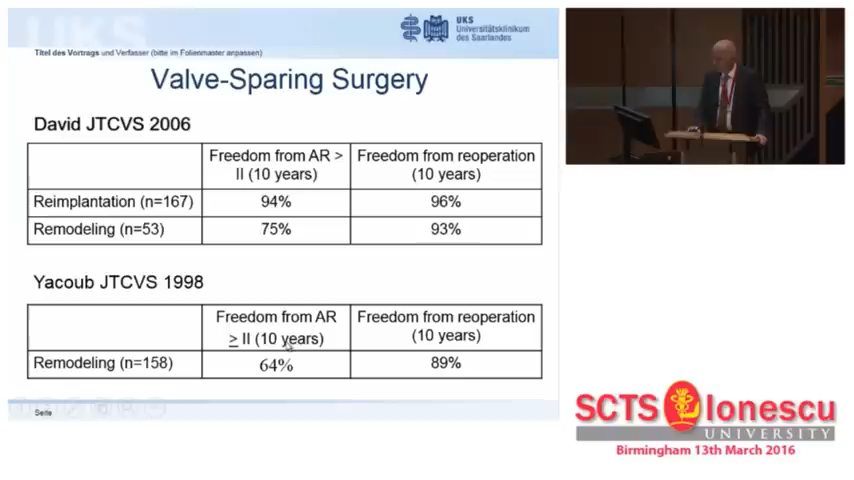 UKS
UKS
Universitätsklinikum
des Saarlandes
Titel des Vortrags und Verfasser (bitte im Folienmaster anpassen)
Valve-Sparing Surgery
David JTCVS 2006
Freedom from AR > II (10 years) Freedom from reoperation (10 years)
Reimplantation (n=167) 94% 96%
Remodeling (n=53) 75% 93%
Yacoub JTCVS 1998
Freedom from AR ≥ II (10 years) Freedom from reoperation (10 years)
Remodeling (n=158) 64% 89%
Seite
SCTS Ionescu
UNIVERSITY
Birmingham 13th March 2016